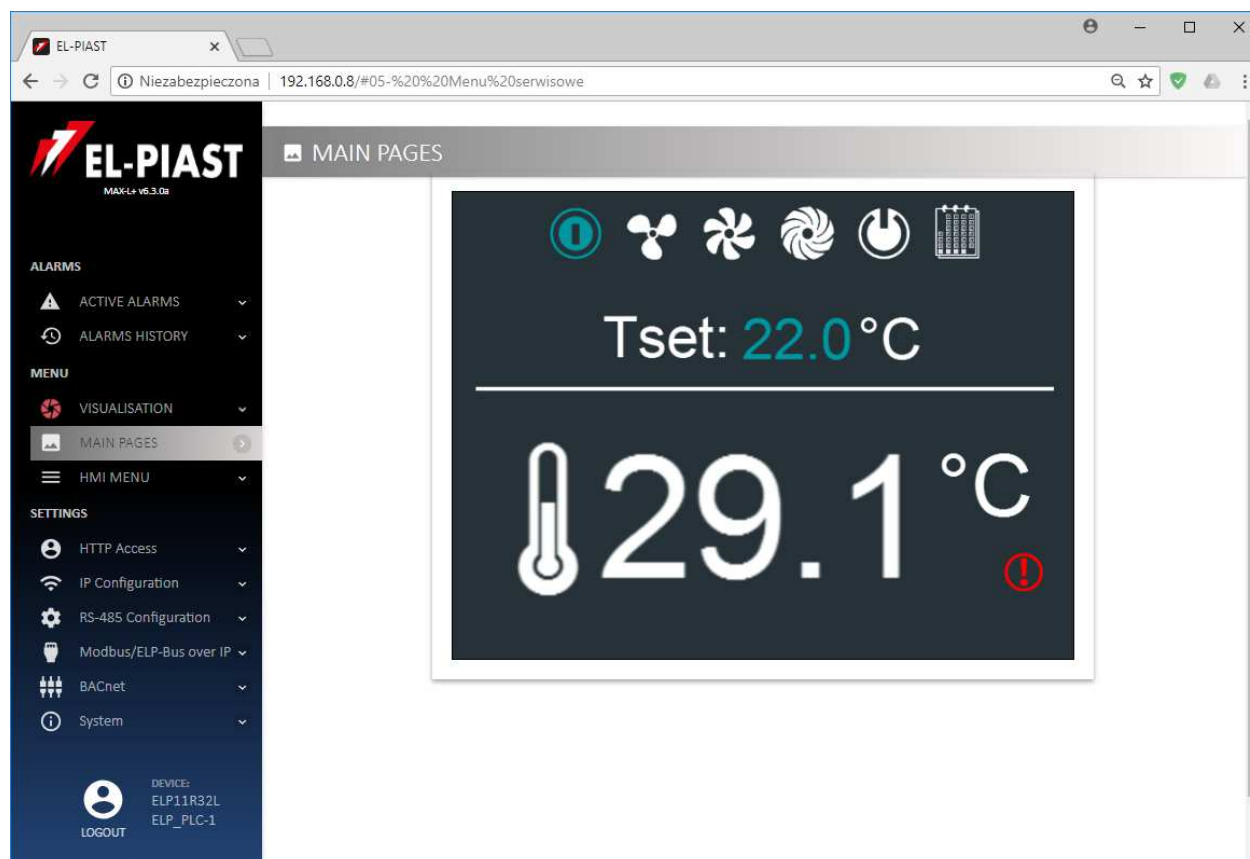 EL-PIAST
Niezabezpieczona | 192.168.0.8/#05-%20%20Menu%20serwisowe
EL-PIAST
MAX-L+ v6.3.0a
ALARMS
ACTIVE ALARMS
ALARMS HISTORY
MENU
VISUALISATION
MAIN PAGES
HMI MENU
SETTINGS
HTTP Access
IP Configuration
RS-485 Configuration
Modbus/ELP-Bus over IP
BACnet
System
LOGOUT
DEVICE:
ELP11R32L
ELP_PLC-1
MAIN PAGES
Tset: 22.0°C
29.1°C